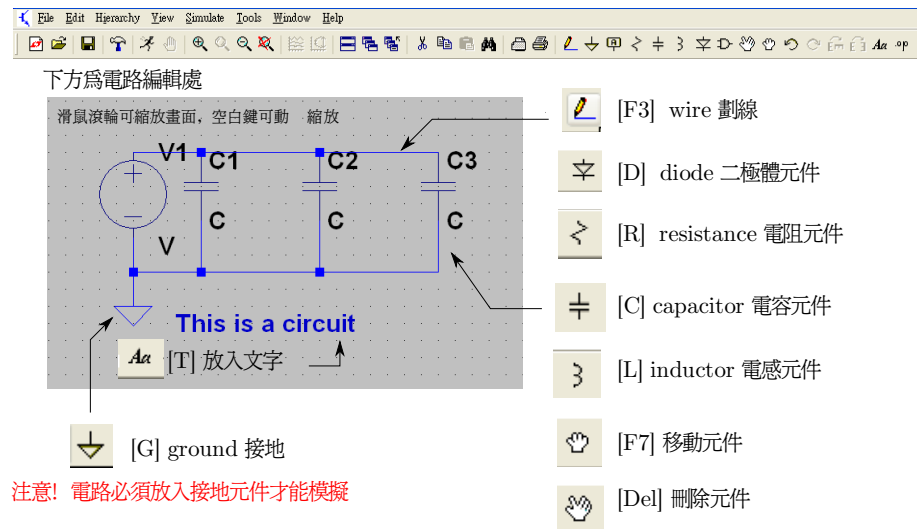 File Edit Hierarchy View Simulate Tools Window Help
Aa .op
下方為電路編輯處
滑鼠滾輪可縮放畫面，空白鍵可動 縮放
V1 C1 C2 C3
C C C
V
This is a circuit
Aa [T] 放入文字
[G] ground 接地
注意! 電路必須放入接地元件才能模擬
[F3] wire 劃線
[D] diode 二極體元件
[R] resistance 電阻元件
[C] capacitor 電容元件
[L] inductor 電感元件
[F7] 移動元件
[Del] 刪除元件